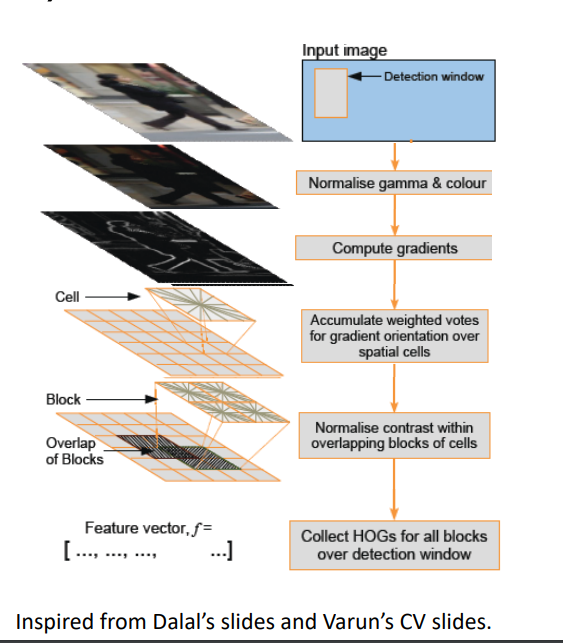 Input image
Detection window
Normalise gamma & colour
Compute gradients
Cell
Accumulate weighted votes
for gradient orientation over
spatial cells
Block
Overlap
of Blocks
Normalise contrast within
overlapping blocks of cells
Feature vector, f =
[ ..., ..., ..., ...]
Collect HOGs for all blocks
over detection window
Inspired from Dalal's slides and Varun's CV slides.